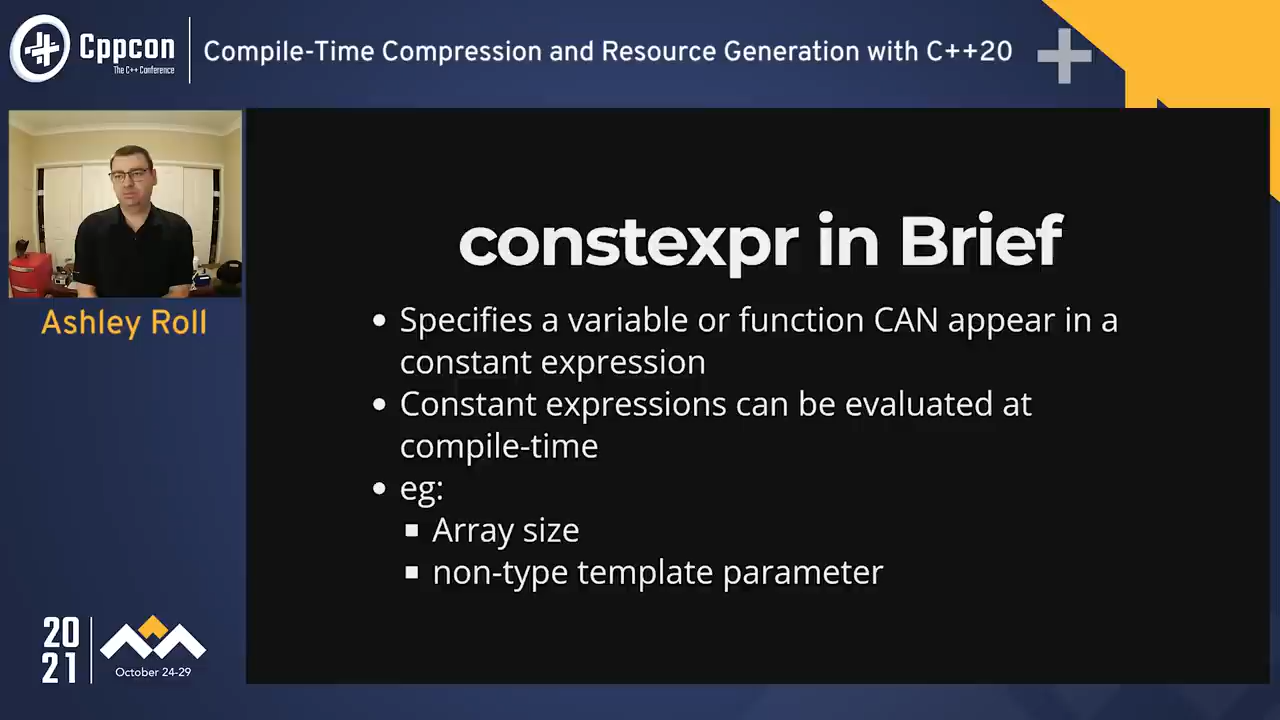 Cppcon
The C++ Conference
Compile-Time Compression and Resource Generation with C++20
Ashley Roll
constexpr in Brief
• Specifies a variable or function CAN appear in a
constant expression
• Constant expressions can be evaluated at
compile-time
• eg:
▪ Array size
▪ non-type template parameter
20
21
October 24-29